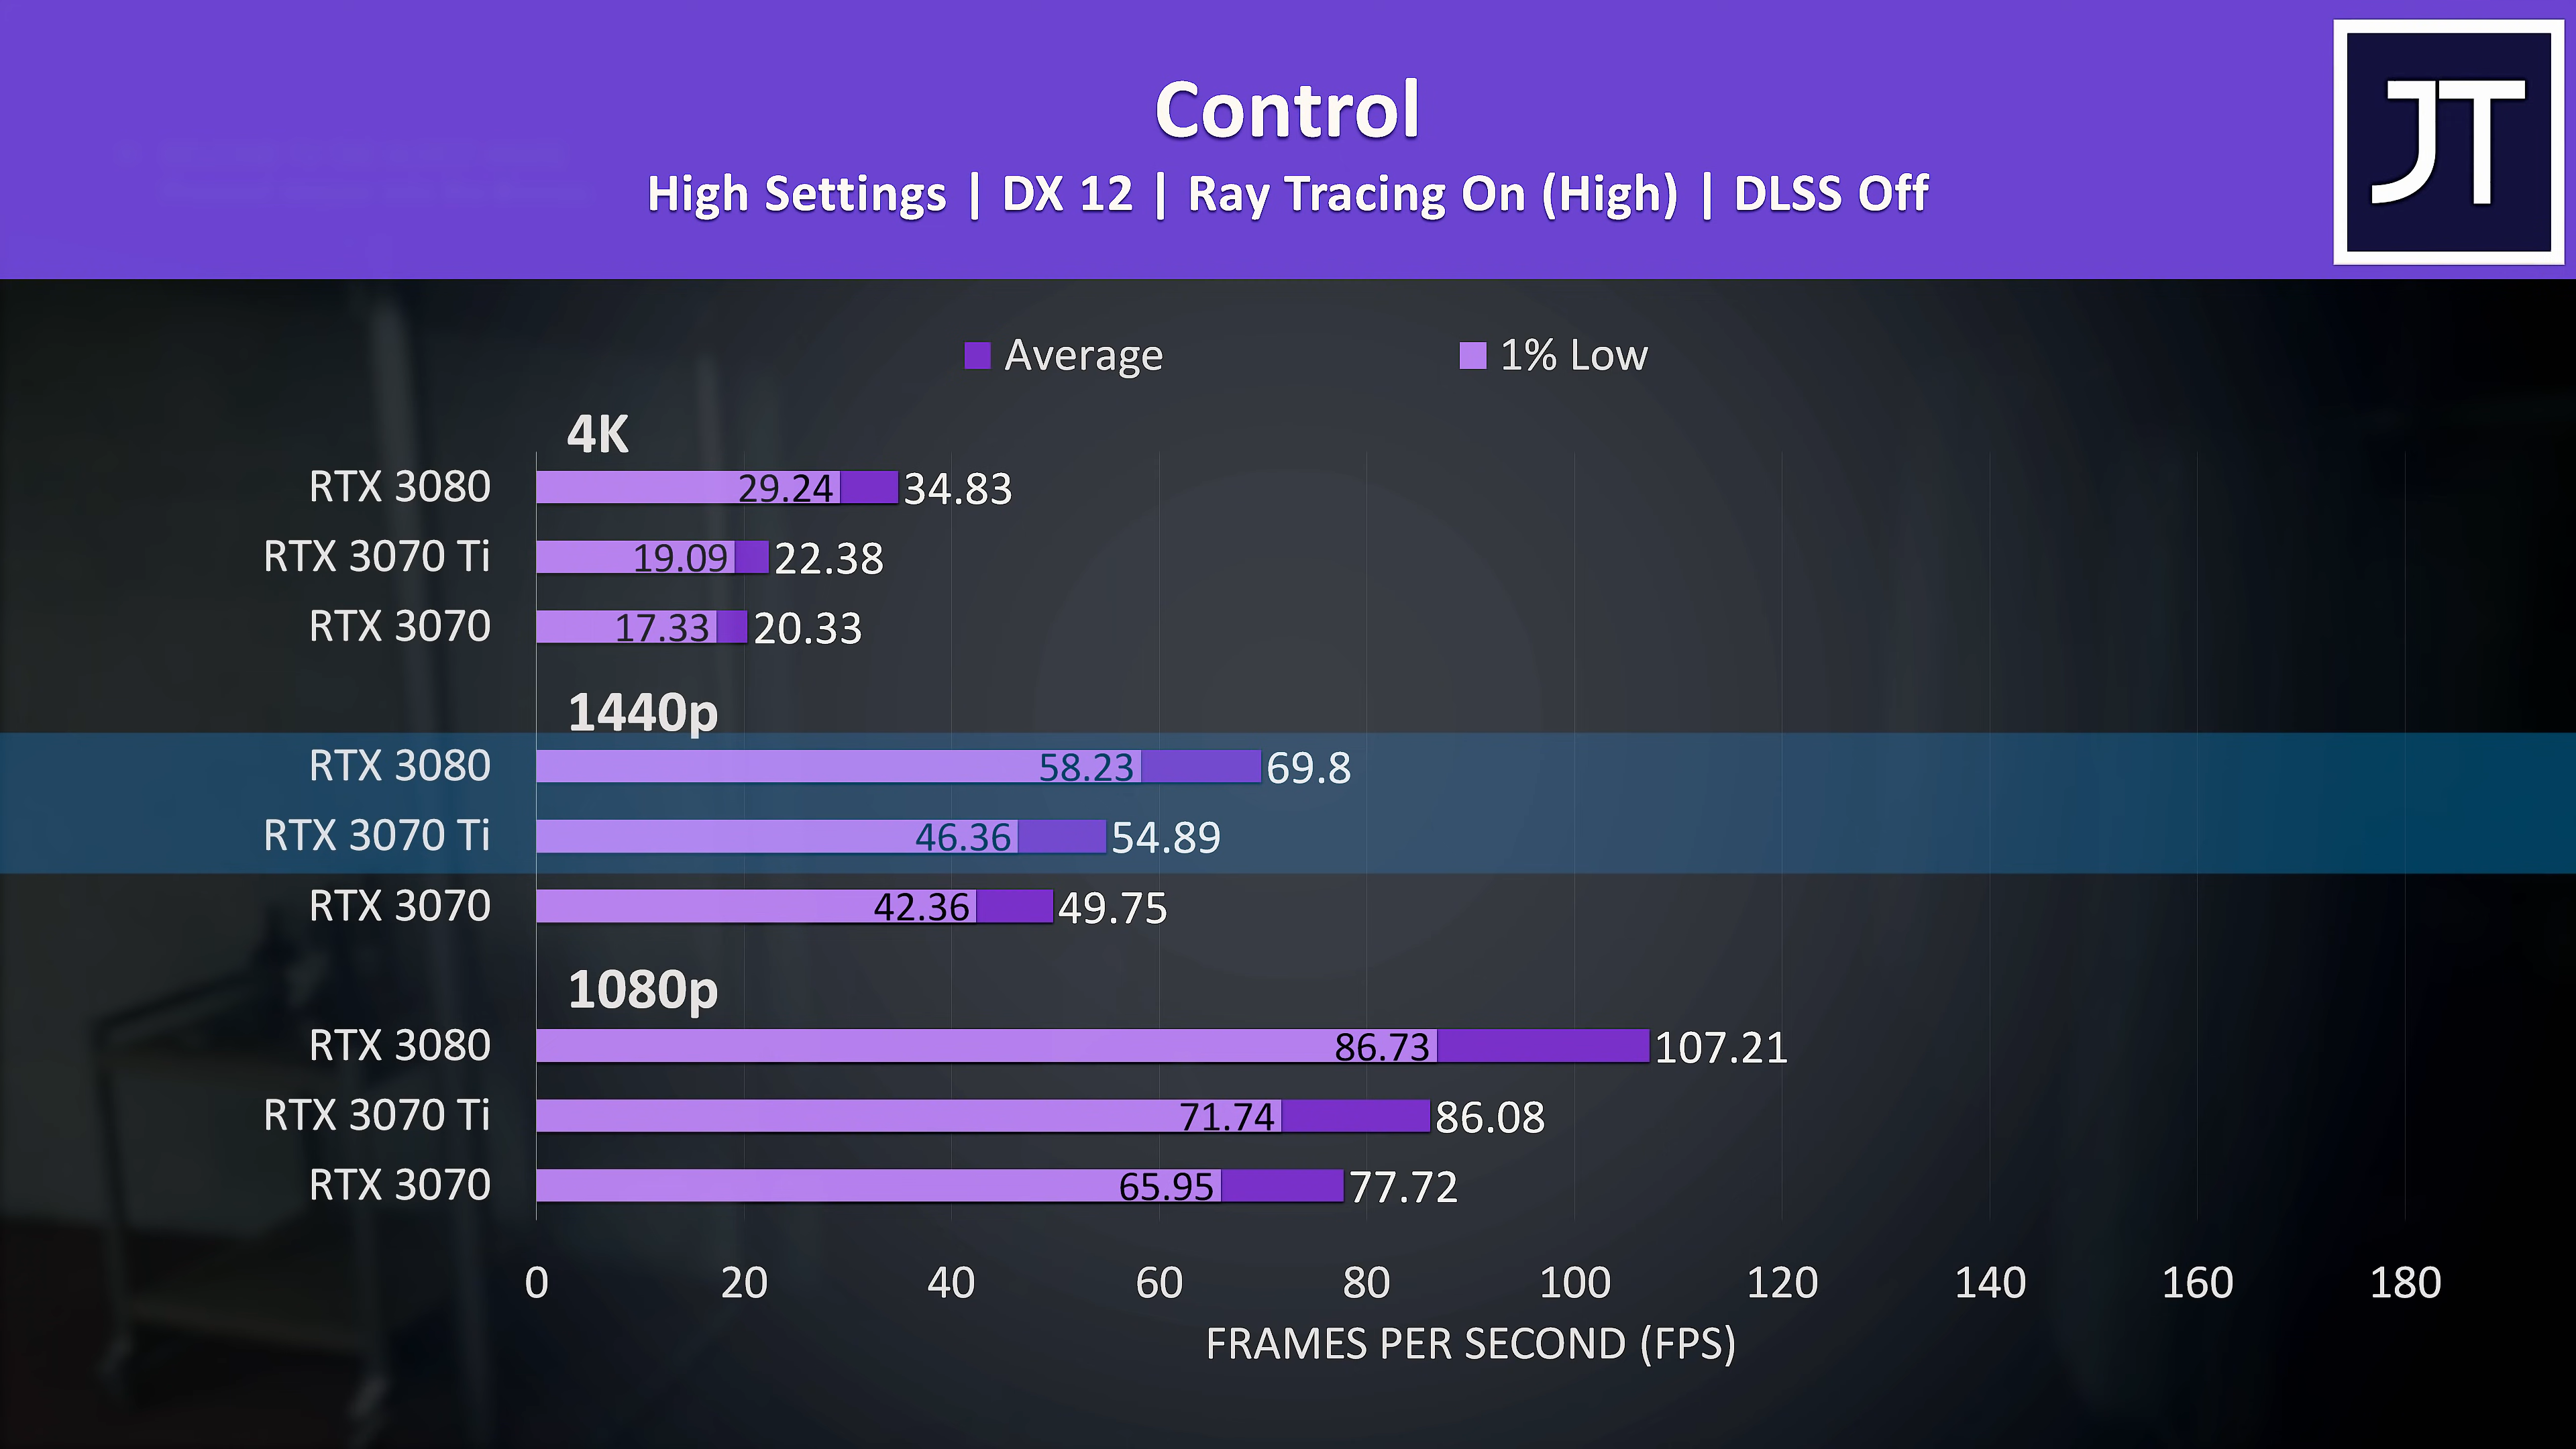 Control
High Settings | DX 12 | Ray Tracing On (High) | DLSS Off
JT
Average 1% Low
4K
RTX 3080 29.24 34.83
RTX 3070 Ti 19.09 22.38
RTX 3070 17.33 20.33
1440p
RTX 3080 58.23 69.8
RTX 3070 Ti 46.36 54.89
RTX 3070 42.36 49.75
1080p
RTX 3080 86.73 107.21
RTX 3070 Ti 71.74 86.08
RTX 3070 65.95 77.72
0 20 40 60 80 100 120 140 160 180
FRAMES PER SECOND (FPS)